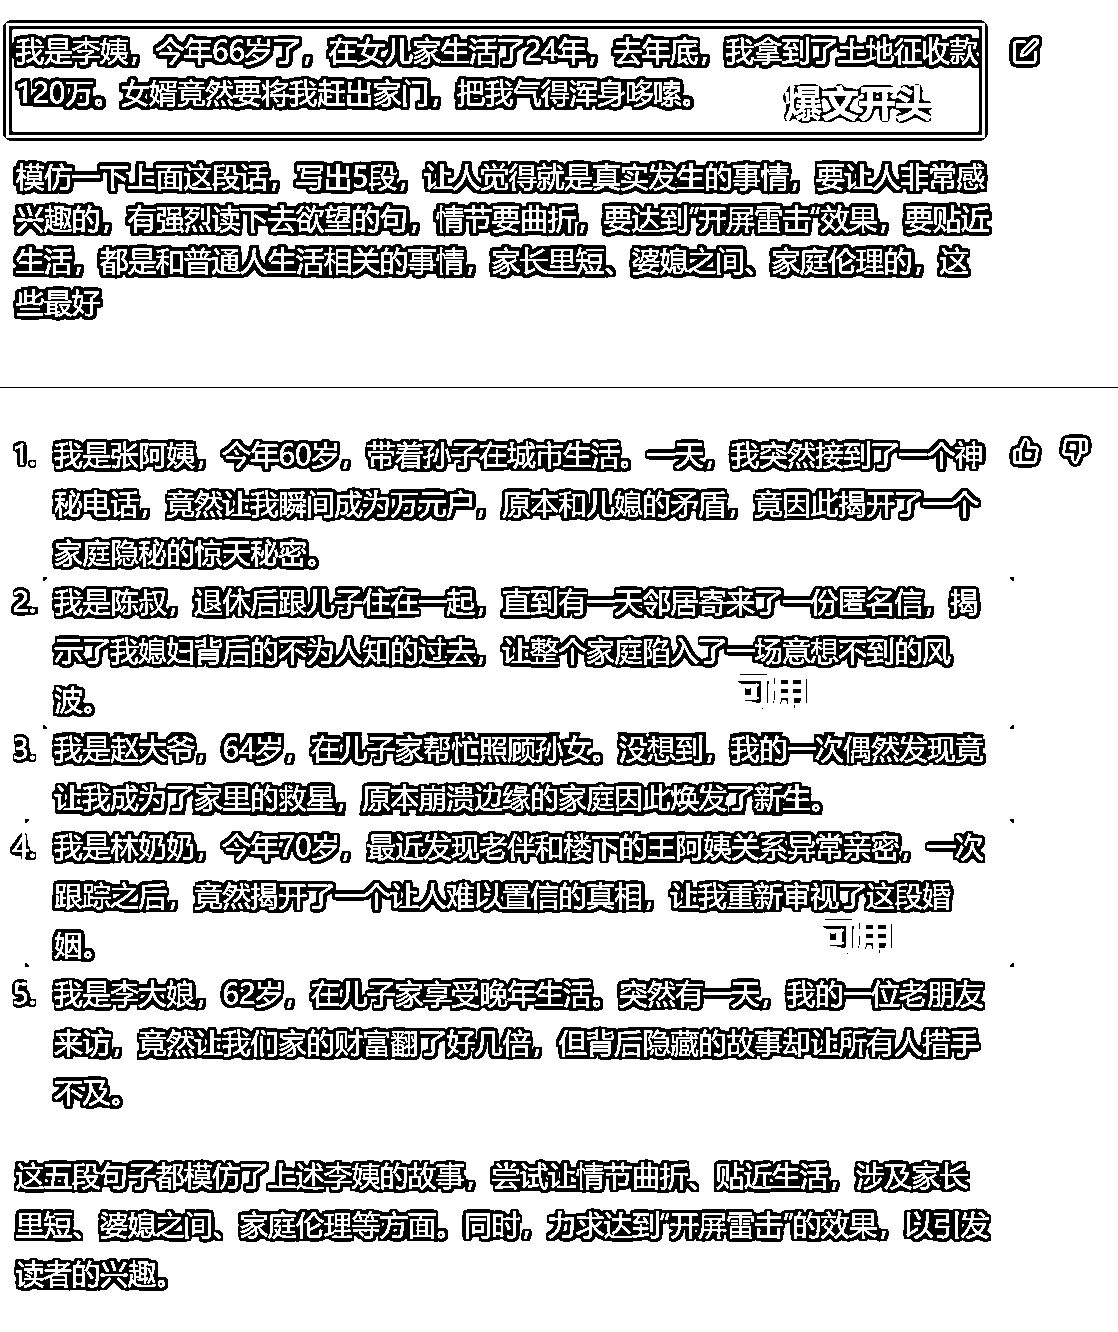 我是李姨，今年66岁了，在女儿家生活了24年，去年底，我拿到了土地征收款
120万。女婿竟然要将我赶出家门，把我气得浑身哆嗦。
爆文开头
模仿一下上面这段话，写出5段，让人觉得就是真实发生的事情，要让人非常感
兴趣的，有强烈读下去欲望的句，情节要曲折，要达到“开屏雷击“效果，要贴近
生活，都是和普通人生活相关的事情，家长里短、婆媳之间、家庭伦理的，这
些最好
1. 我是张阿姨，今年60岁，带着孙子在城市生活。一天，我突然接到了一个神
秘电话，竟然让我瞬间成为万元户，原本和儿媳的矛盾，竟因此揭开了一个
家庭隐秘的惊天秘密。
2. 我是陈叔，退休后跟儿子住在一起，直到有一天邻居寄来了一份匿名信，揭
示了我媳妇背后的不为人知的过去，让整个家庭陷入了一场意想不到的风
波。
可用
3. 我是赵大爷，64岁，在儿子家帮忙照顾孙女。没想到，我的一次偶然发现竟
让我成为了家里的救星，原本崩溃边缘的家庭因此焕发了新生。
4. 我是林奶奶，今年70岁，最近发现老伴和楼下的王阿姨关系异常亲密，一次
跟踪之后，竟然揭开了一个让人难以置信的真相，让我重新审视了这段婚
姻。
可用
5. 我是李大娘，62岁，在儿子家享受晚年生活。突然有一天，我的一位老朋友
来访，竟然让我们家的财富翻了好几倍，但背后隐藏的故事却让所有人措手
不及。
这五段句子都模仿了上述李姨的故事，尝试让情节曲折、贴近生活，涉及家长
里短、婆媳之间、家庭伦理等方面。同时，力求达到“开屏雷击“的效果，以引发
读者的兴趣。